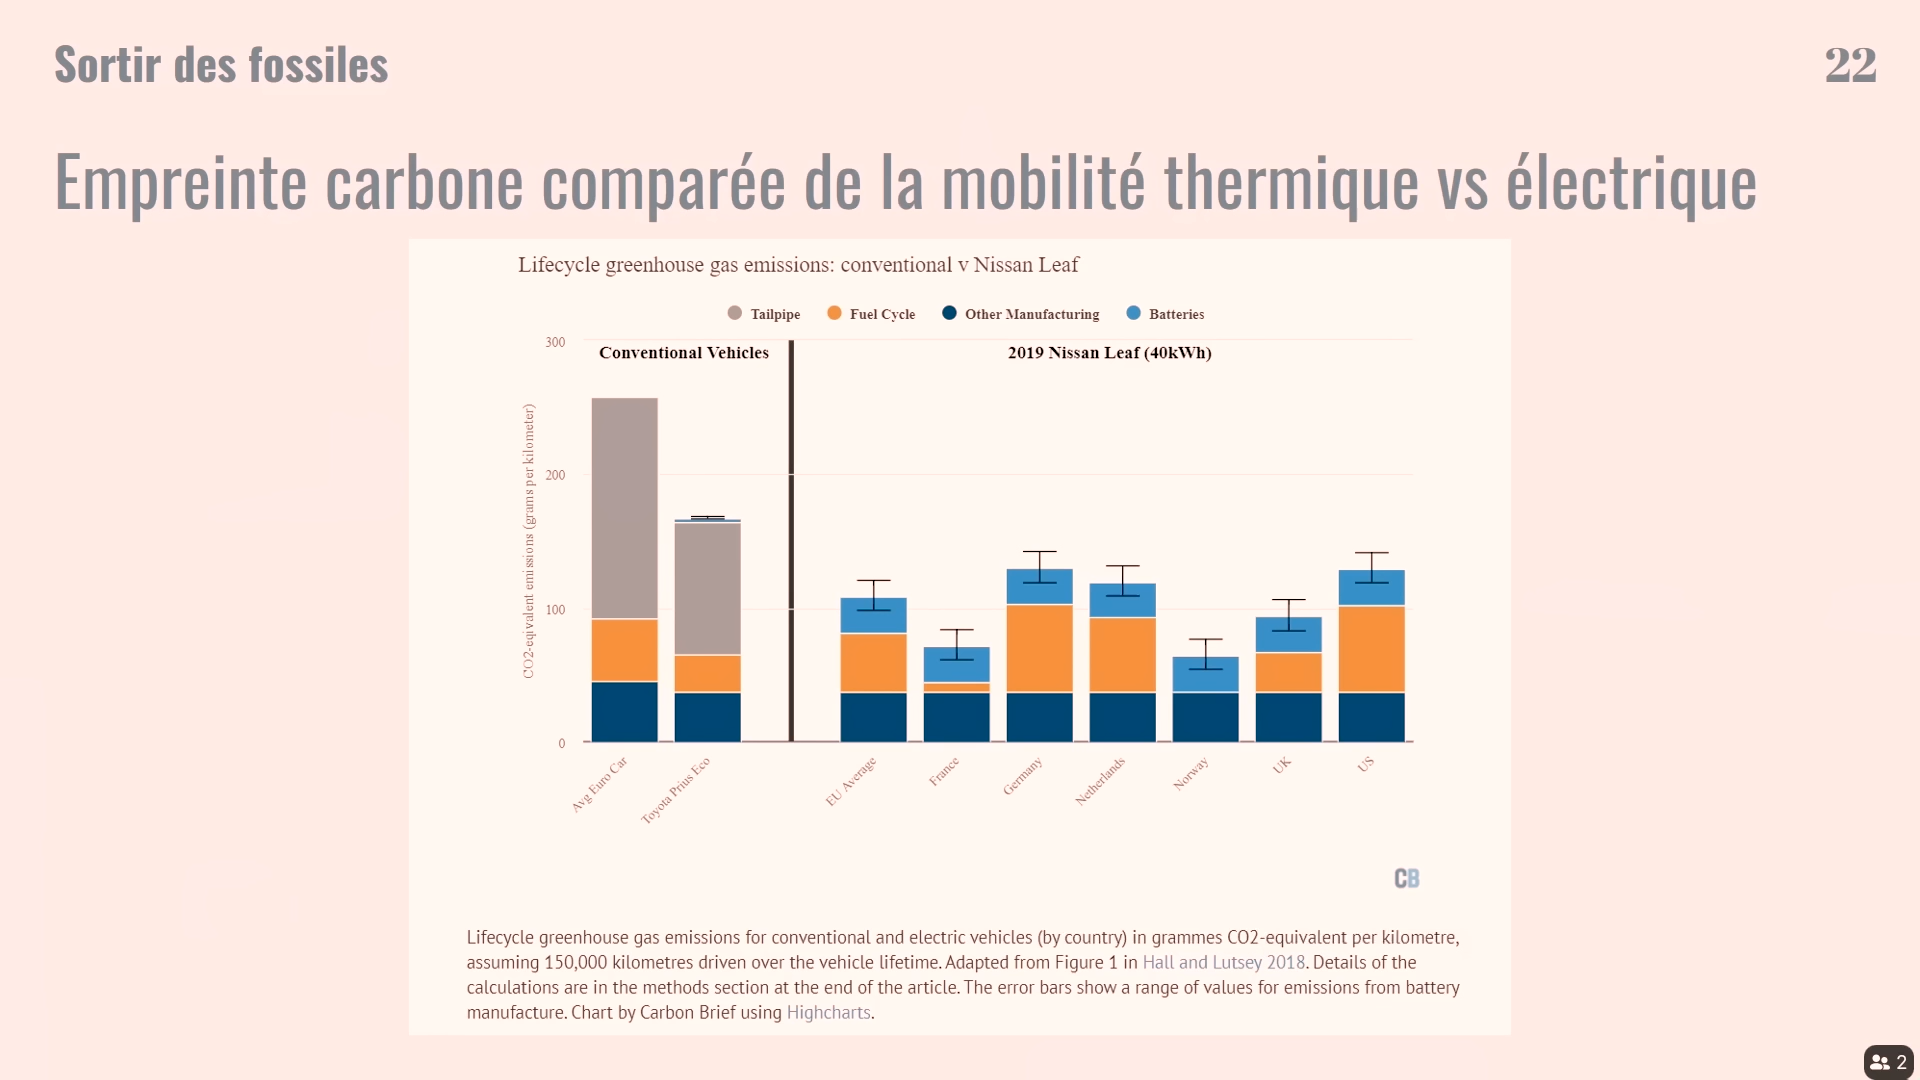 Sortir des fossiles
22
Empreinte carbone comparée de la mobilité thermique vs électrique
Lifecycle greenhouse gas emissions: conventional v Nissan Leaf
Tailpipe
Fuel Cycle
Other Manufacturing
Batteries
Conventional Vehicles
2019 Nissan Leaf (40kWh)
CO2-eqivalent emissions (grams per kilometer)
300
200
100
0
Avg Euro Car
Toyota Prius Eco
EU Average
France
Germany
Netherlands
Norway
UK
US
CB
Lifecycle greenhouse gas emissions for conventional and electric vehicles (by country) in grammes CO2-equivalent per kilometre,
assuming 150,000 kilometres driven over the vehicle lifetime. Adapted from Figure 1 in Hall and Lutsey 2018. Details of the
calculations are in the methods section at the end of the article. The error bars show a range of values for emissions from battery
manufacture. Chart by Carbon Brief using Highcharts.
2